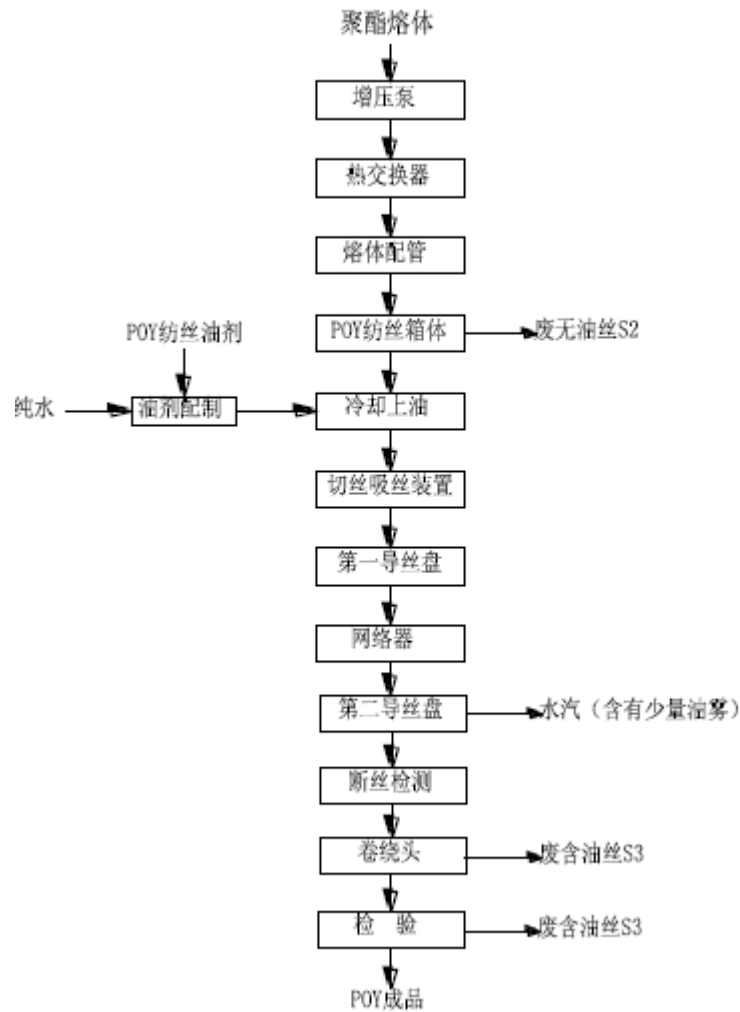 聚酯熔体
增压泵
热交换器
熔体配管
POY纺丝油剂
POY纺丝箱体
废无油丝S2
纯水
油剂配制
冷却上油
切丝吸丝装置
第一导丝盘
网络器
第二导丝盘
水汽（含有少量油雾）
断丝检测
卷绕头
废含油丝S3
检 验
废含油丝S3
POY成品